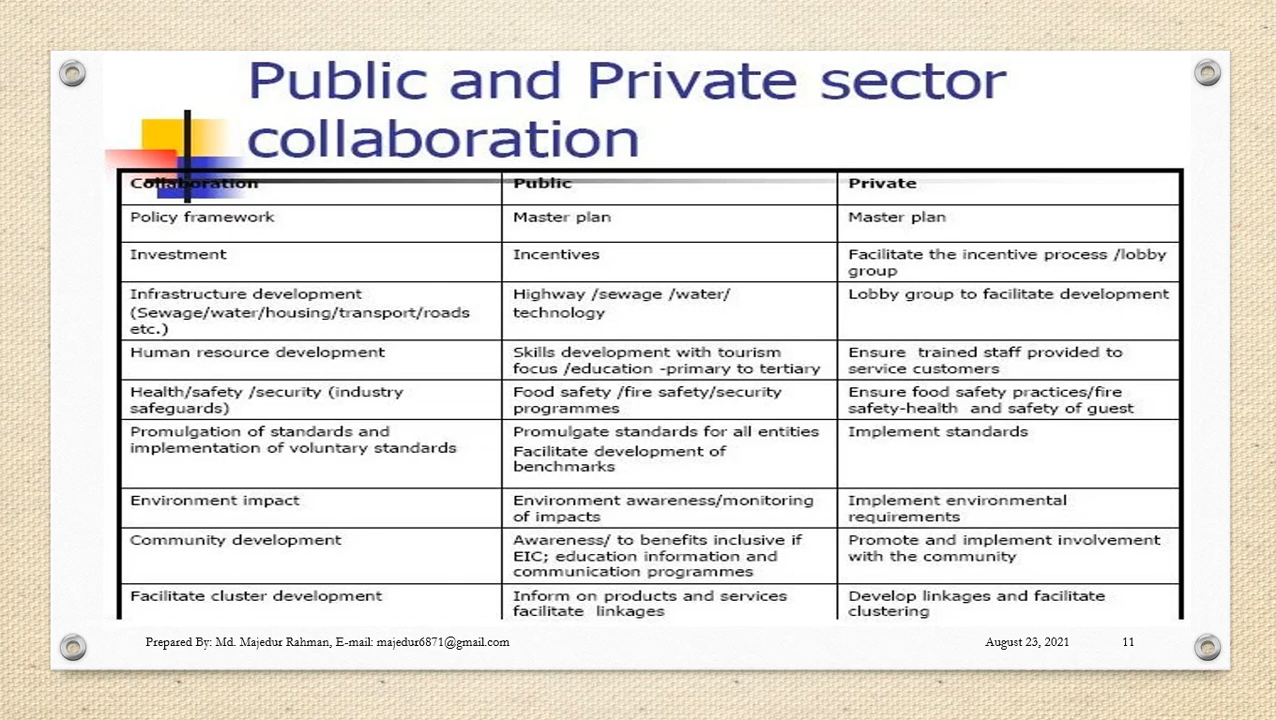 Public and Private sector
collaboration
Collaboration Public Private
Policy framework Master plan Master plan
Investment Incentives Facilitate the incentive process /lobby
group
Infrastructure development Highway /sewage /water/ Lobby group to facilitate development
(Sewage/water/housing/transport/roads technology
etc.)
Human resource development Skills development with tourism Ensure trained staff provided to
focus /education -primary to tertiary service customers
Health/safety /security (industry Food safety /fire safety/security Ensure food safety practices/fire
safeguards) programmes safety-health and safety of guest
Promulgation of standards and Promulgate standards for all entities Implement standards
implementation of voluntary standards Facilitate development of
benchmarks
Environment impact Environment awareness/monitoring Implement environmental
of impacts requirements
Community development Awareness/ to benefits inclusive if Promote and implement involvement
EIC; education information and with the community
communication programmes
Facilitate cluster development Inform on products and services Develop linkages and facilitate
facilitate linkages clustering
Prepared By: Md. Majedur Rahman, E-mail: majedur6871@gmail.com August 23, 2021 11